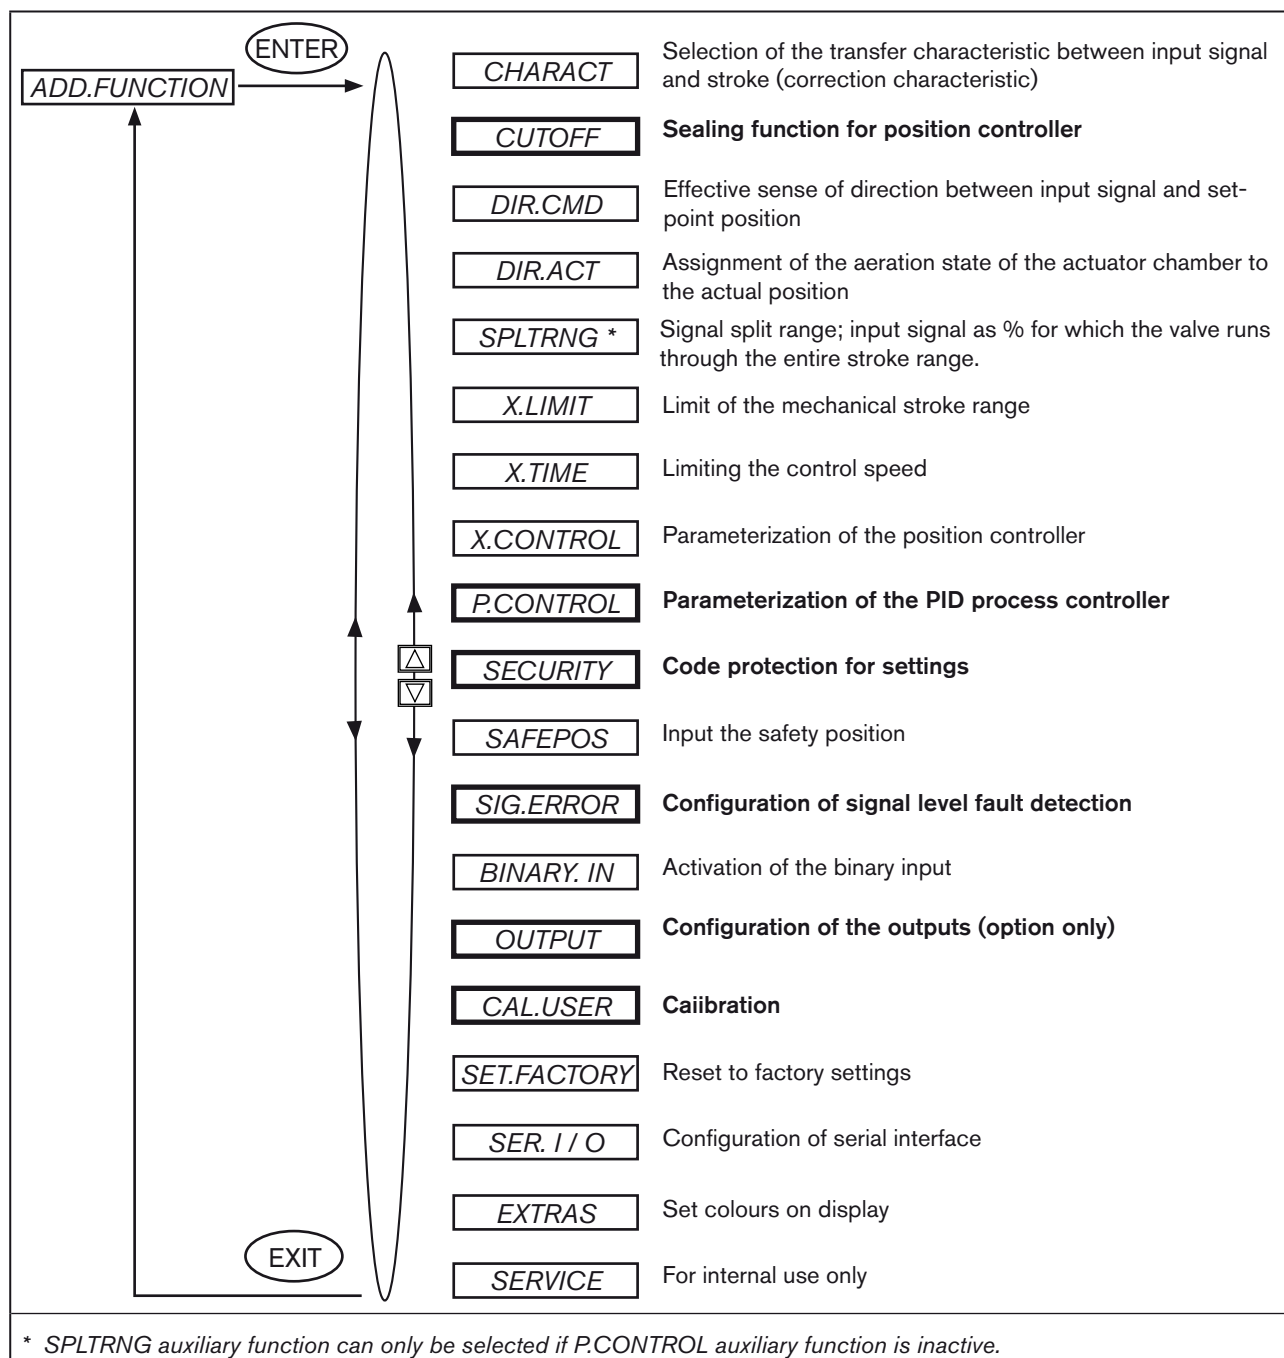 ENTER
ADD.FUNCTION
CHARACT
Selection of the transfer characteristic between input signal
and stroke (correction characteristic)
CUTOFF
Sealing function for position controller
DIR.CMD
Effective sense of direction between input signal and set-
point position
DIR.ACT
Assignment of the aeration state of the actuator chamber to
the actual position
SPLTRNG *
Signal split range; input signal as % for which the valve runs
through the entire stroke range.
X.LIMIT
Limit of the mechanical stroke range
X.TIME
Limiting the control speed
X.CONTROL
Parameterization of the position controller
P.CONTROL
Parameterization of the PID process controller
SECURITY
Code protection for settings
SAFEPOS
Input the safety position
SIG.ERROR
Configuration of signal level fault detection
BINARY. IN
Activation of the binary input
OUTPUT
Configuration of the outputs (option only)
CAL.USER
Caiibration
SET.FACTORY
Reset to factory settings
SER. I / O
Configuration of serial interface
EXTRAS
Set colours on display
EXIT
SERVICE
For internal use only
* SPLTRNG auxiliary function can only be selected if P.CONTROL auxiliary function is inactive.